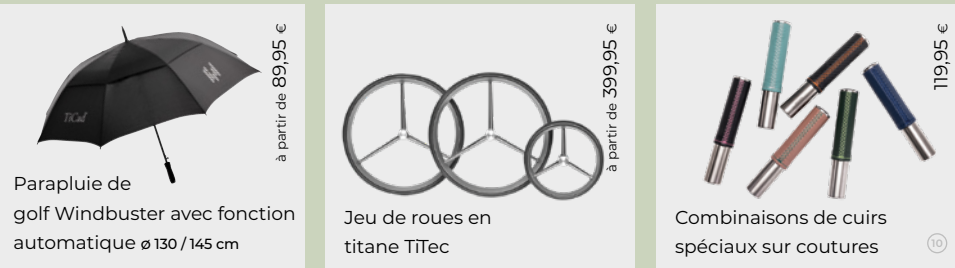 à partir de 89,95 €
TiCad
Parapluie de
golf Windbuster avec fonction
automatique ø 130 / 145 cm
à partir de 399,95 €
Jeu de roues en
titane TiTec
119,95 €
Combinaisons de cuirs
spéciaux sur coutures
10